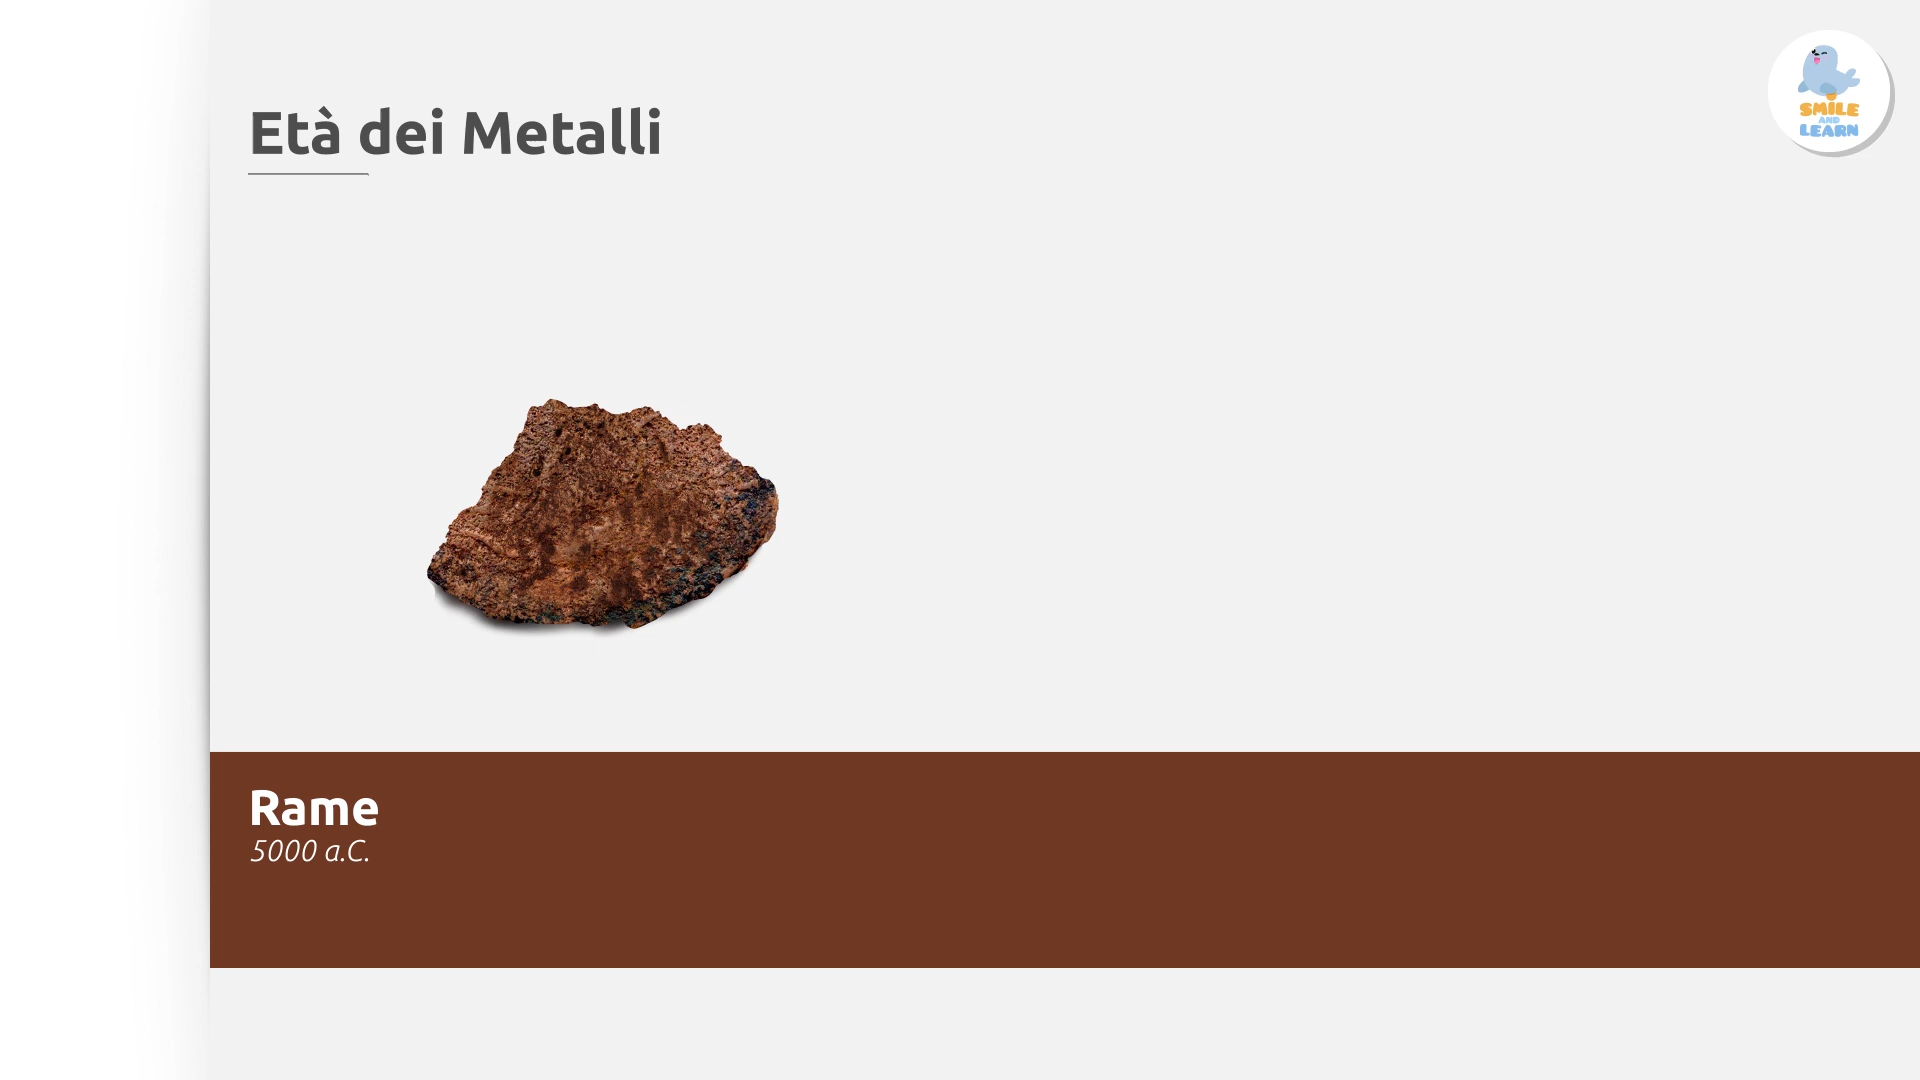 Età dei Metalli
SMILE
AND
LEARN
Rame
5000 a.C.